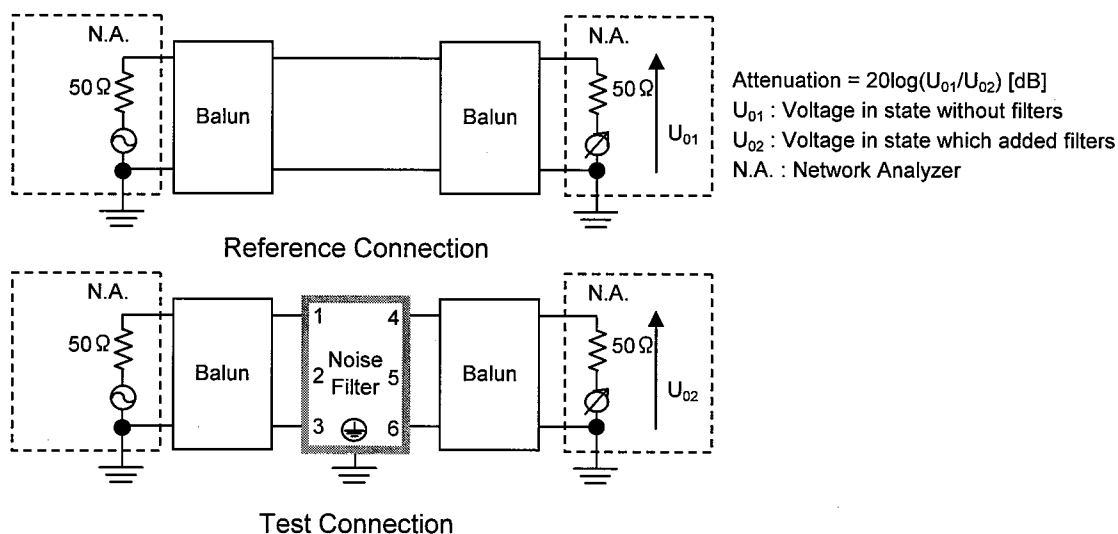 N.A.
50Ω
Balun
Balun
N.A.
50Ω
U01
Attenuation = 20log(U01/U02) [dB]
U01 : Voltage in state without filters
U02 : Voltage in state which added filters
N.A. : Network Analyzer
Reference Connection
N.A.
50Ω
Balun
1 4
2 Noise Filter 5
3 6
Balun
N.A.
50Ω
U02
Test Connection